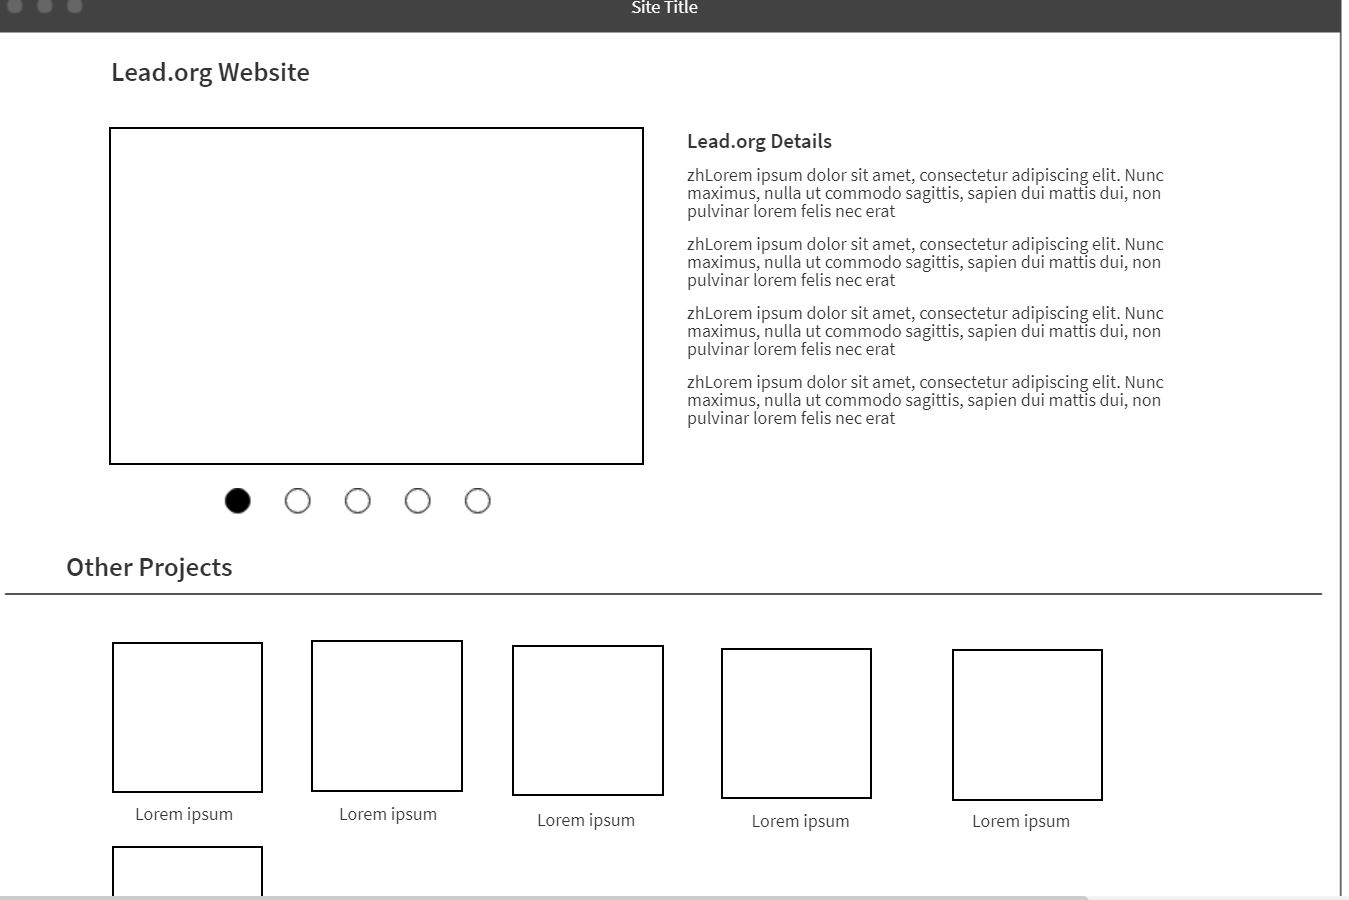 Site Title
Lead.org Website
Lead.org Details
zhLorem ipsum dolor sit amet, consectetur adipiscing elit. Nunc
maximus, nulla ut commodo sagittis, sapien dui mattis dui, non
pulvinar lorem felis nec erat
zhLorem ipsum dolor sit amet, consectetur adipiscing elit. Nunc
maximus, nulla ut commodo sagittis, sapien dui mattis dui, non
pulvinar lorem felis nec erat
zhLorem ipsum dolor sit amet, consectetur adipiscing elit. Nunc
maximus, nulla ut commodo sagittis, sapien dui mattis dui, non
pulvinar lorem felis nec erat
zhLorem ipsum dolor sit amet, consectetur adipiscing elit. Nunc
maximus, nulla ut commodo sagittis, sapien dui mattis dui, non
pulvinar lorem felis nec erat
Other Projects
Lorem ipsum
Lorem ipsum
Lorem ipsum
Lorem ipsum
Lorem ipsum